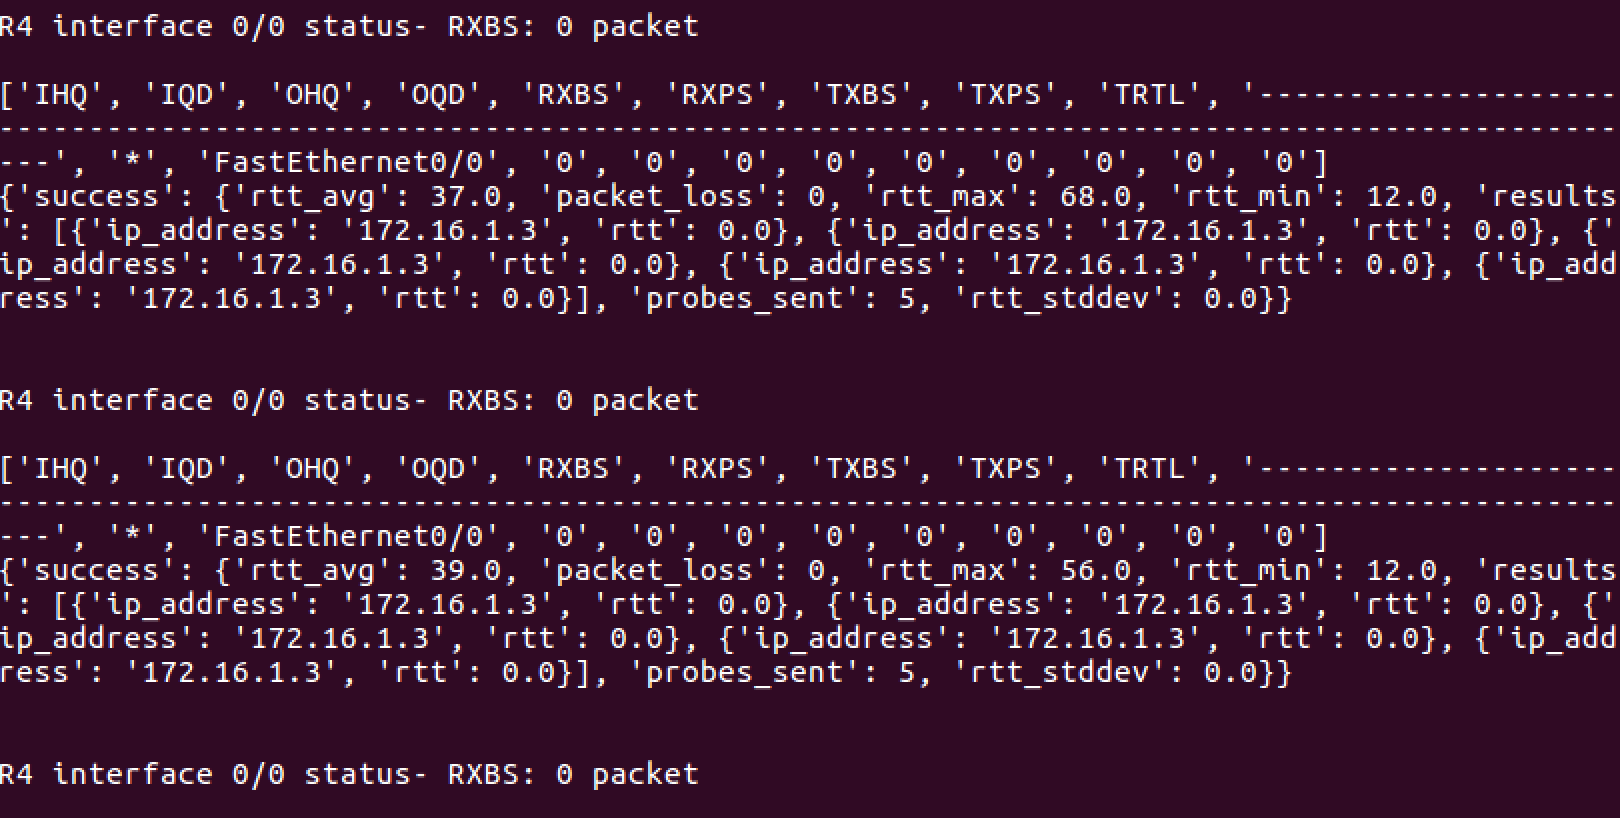 R4 interface 0/0 status- RXBS: 0 packet
['IHQ', 'IQD', 'OHQ', 'OQD', 'RXBS', 'RXPS', 'TXBS', 'TXPS', 'TRTL', '--------------------
------------------------------------------------------------------------------------------
---', '*', 'FastEthernet0/0', '0', '0', '0', '0', '0', '0', '0', '0', '0']
{'success': {'rtt_avg': 37.0, 'packet_loss': 0, 'rtt_max': 68.0, 'rtt_min': 12.0, 'results
': [{'ip_address': '172.16.1.3', 'rtt': 0.0}, {'ip_address': '172.16.1.3', 'rtt': 0.0}, {'
ip_address': '172.16.1.3', 'rtt': 0.0}, {'ip_address': '172.16.1.3', 'rtt': 0.0}, {'ip_add
ress': '172.16.1.3', 'rtt': 0.0}], 'probes_sent': 5, 'rtt_stddev': 0.0}}
R4 interface 0/0 status- RXBS: 0 packet
['IHQ', 'IQD', 'OHQ', 'OQD', 'RXBS', 'RXPS', 'TXBS', 'TXPS', 'TRTL', '--------------------
------------------------------------------------------------------------------------------
---', '*', 'FastEthernet0/0', '0', '0', '0', '0', '0', '0', '0', '0', '0']
{'success': {'rtt_avg': 39.0, 'packet_loss': 0, 'rtt_max': 56.0, 'rtt_min': 12.0, 'results
': [{'ip_address': '172.16.1.3', 'rtt': 0.0}, {'ip_address': '172.16.1.3', 'rtt': 0.0}, {'
ip_address': '172.16.1.3', 'rtt': 0.0}, {'ip_address': '172.16.1.3', 'rtt': 0.0}, {'ip_add
ress': '172.16.1.3', 'rtt': 0.0}], 'probes_sent': 5, 'rtt_stddev': 0.0}}
R4 interface 0/0 status- RXBS: 0 packet